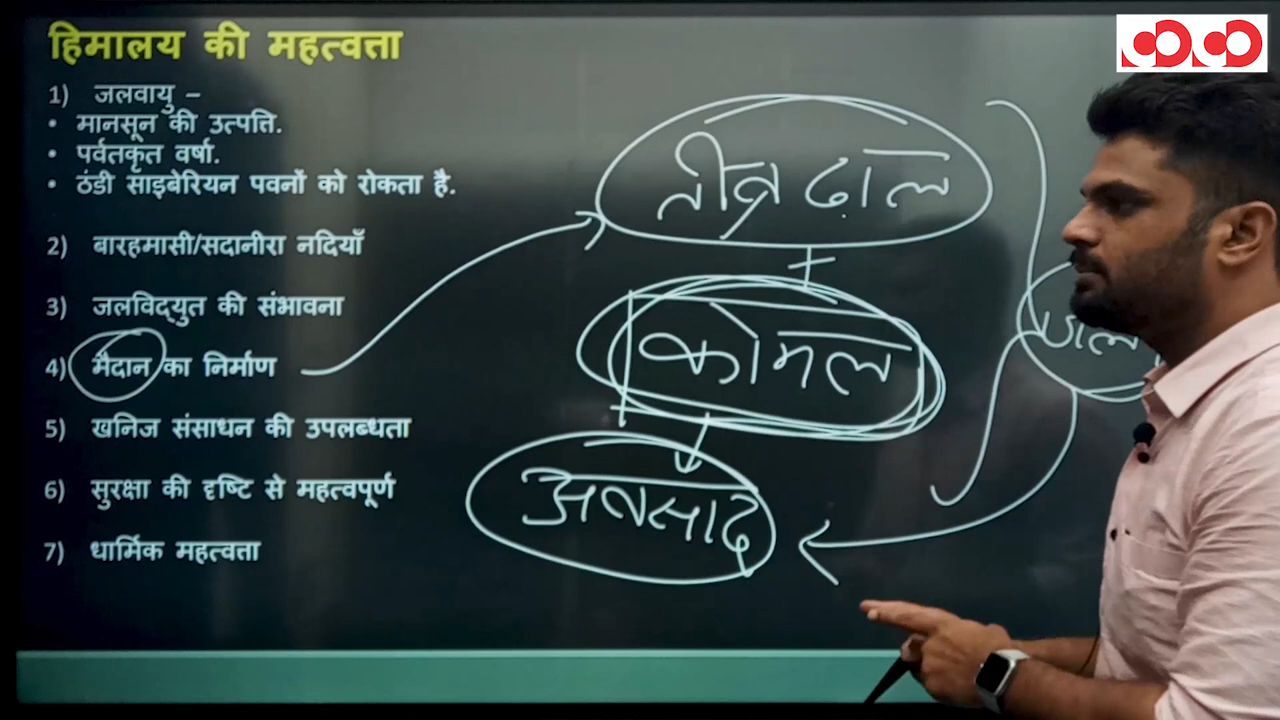 हिमालय की महत्वत्ता
1) जलवायु –
• मानसून की उत्पत्ति.
• पर्वतकृत वर्षा.
• ठंडी साइबेरियन पवनों को रोकता है.
2) बारहमासी/सदानीरा नदियाँ
3) जलविद्युत की संभावना
4) मैदान का निर्माण
5) खनिज संसाधन की उपलब्धता
6) सुरक्षा की दृष्टि से महत्वपूर्ण
7) धार्मिक महत्वत्ता
तीव्र ढ़ाल
+
कोमल
अवसाद
जल